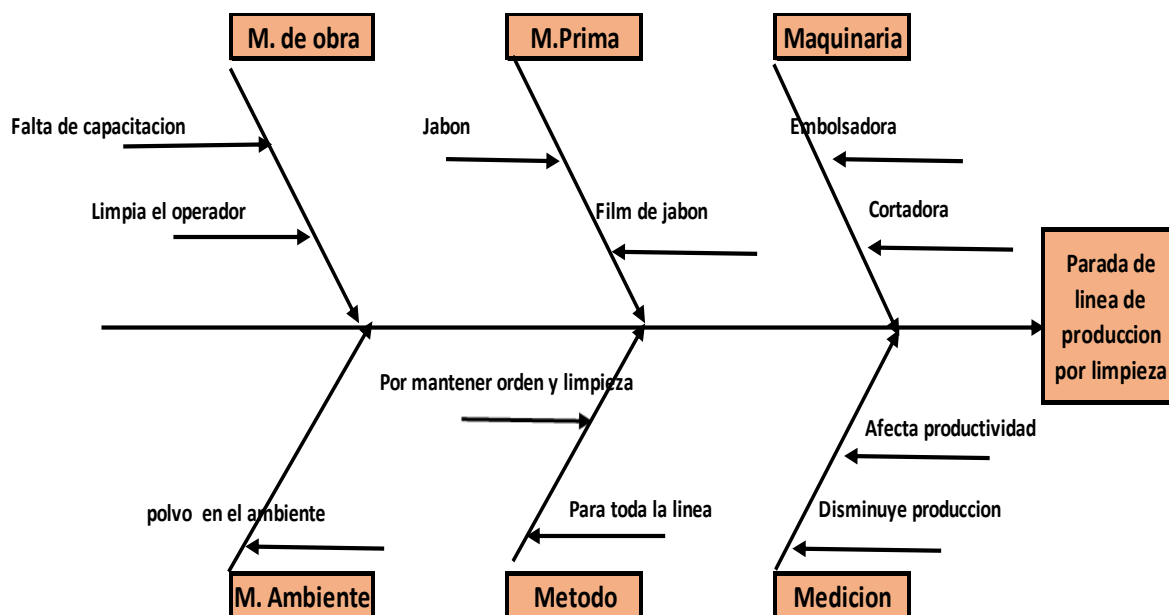 M. de obra
M.Prima
Maquinaria
Falta de capacitacion
Jabon
Embolsadora
Limpia el operador
Film de jabon
Cortadora
Parada de
linea de
produccion
por limpieza
Por mantener orden y limpieza
Afecta productividad
polvo en el ambiente
Para toda la linea
Disminuye produccion
M. Ambiente
Metodo
Medicion